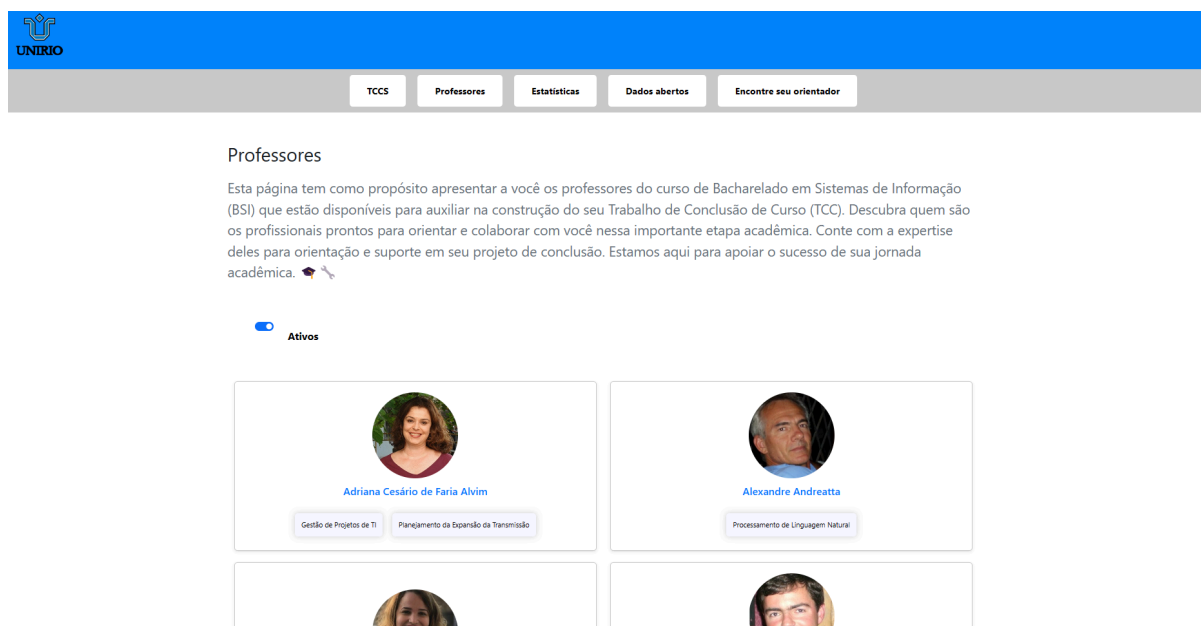 UNIRIO
TCCS Professores Estatísticas Dados abertos Encontre seu orientador
Professores
Esta página tem como propósito apresentar a você os professores do curso de Bacharelado em Sistemas de Informação
(BSI) que estão disponíveis para auxiliar na construção do seu Trabalho de Conclusão de Curso (TCC). Descubra quem são
os profissionais prontos para orientar e colaborar com você nessa importante etapa acadêmica. Conte com a expertise
deles para orientação e suporte em seu projeto de conclusão. Estamos aqui para apoiar o sucesso de sua jornada
acadêmica. 🎓 🔧
Ativos
Adriana Cesário de Faria Alvim
Gestão de Projetos de TI Planejamento da Expansão da Transmissão
Alexandre Andreatta
Processamento de Linguagem Natural